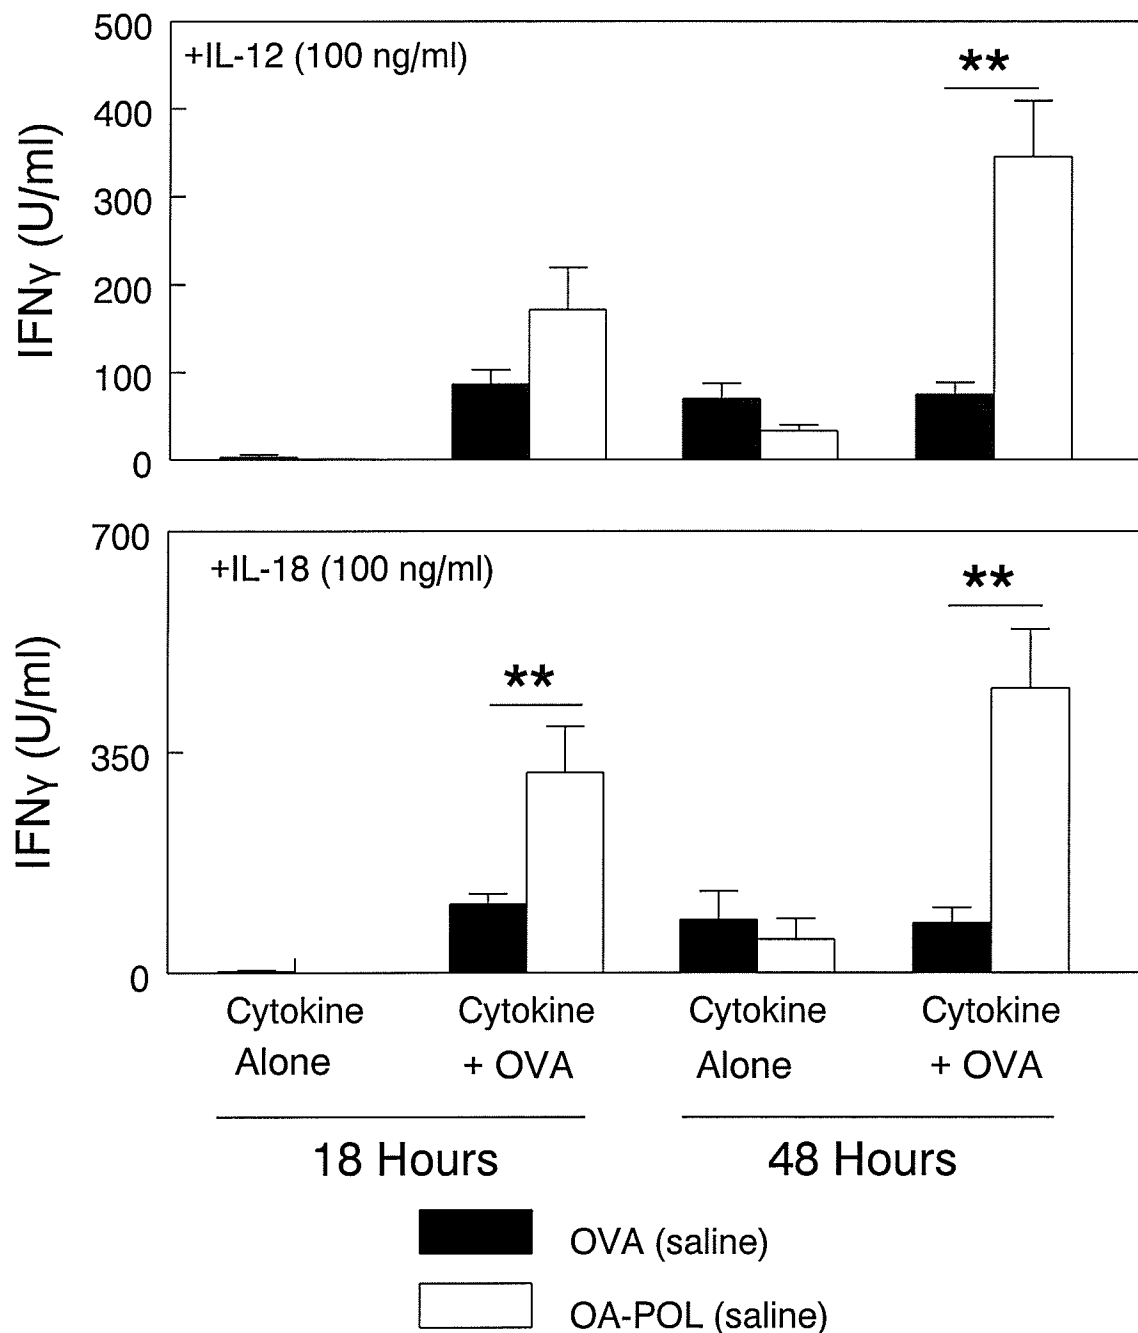 500
+IL-12 (100 ng/ml)
**
400
300
200
100
0
IFNγ (U/ml)
700
+IL-18 (100 ng/ml)
**
**
350
0
IFNγ (U/ml)
Cytokine Cytokine Cytokine Cytokine
Alone + OVA Alone + OVA
18 Hours 48 Hours
OVA (saline)
OA-POL (saline)